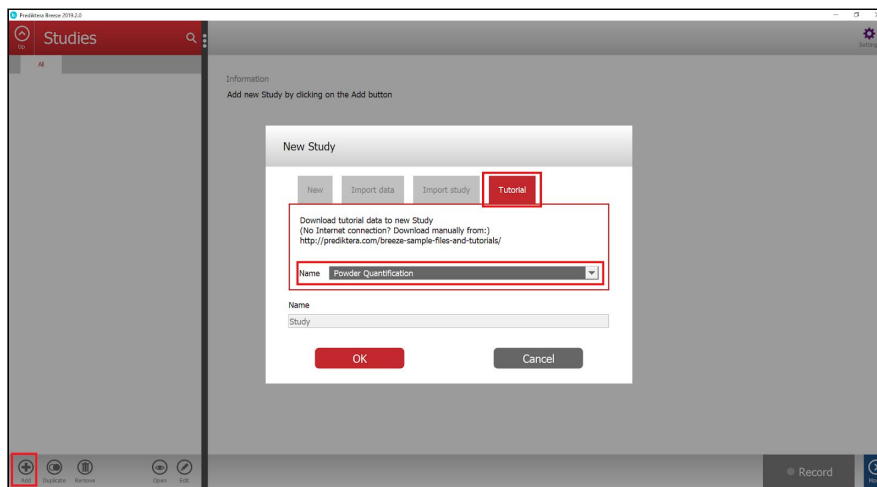 Prediktera Breeze 2019.2.0
Up
Studies
All
Information
Add new Study by clicking on the Add button
New Study
New
Import data
Import study
Tutorial
Download tutorial data to new Study
(No Internet connection? Download manually from:)
http://prediktera.com/breeze-sample-files-and-tutorials/
Name
Powder Quantification
Name
Study
OK
Cancel
Add
Duplicate
Remove
Open
Edit
Record